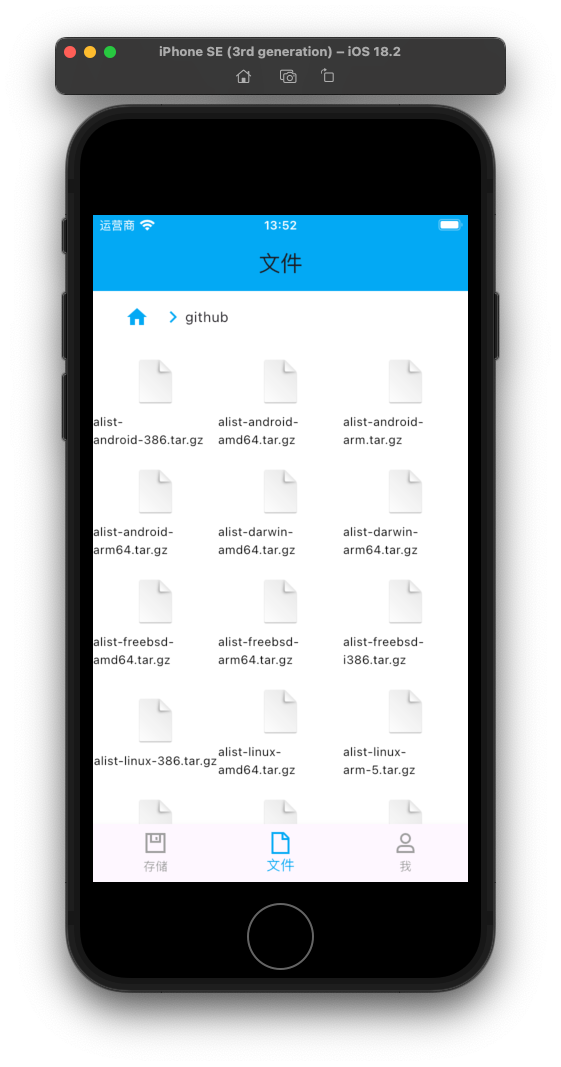 iPhone SE (3rd generation) – iOS 18.2
运营商 13:52
文件
github
alist-
android-386.tar.gz
alist-android-
amd64.tar.gz
alist-android-
arm.tar.gz
alist-android-
arm64.tar.gz
alist-darwin-
amd64.tar.gz
alist-darwin-
arm64.tar.gz
alist-freebsd-
amd64.tar.gz
alist-freebsd-
arm64.tar.gz
alist-freebsd-
i386.tar.gz
alist-linux-386.tar.gz
alist-linux-
amd64.tar.gz
alist-linux-
arm-5.tar.gz
存储
文件
我